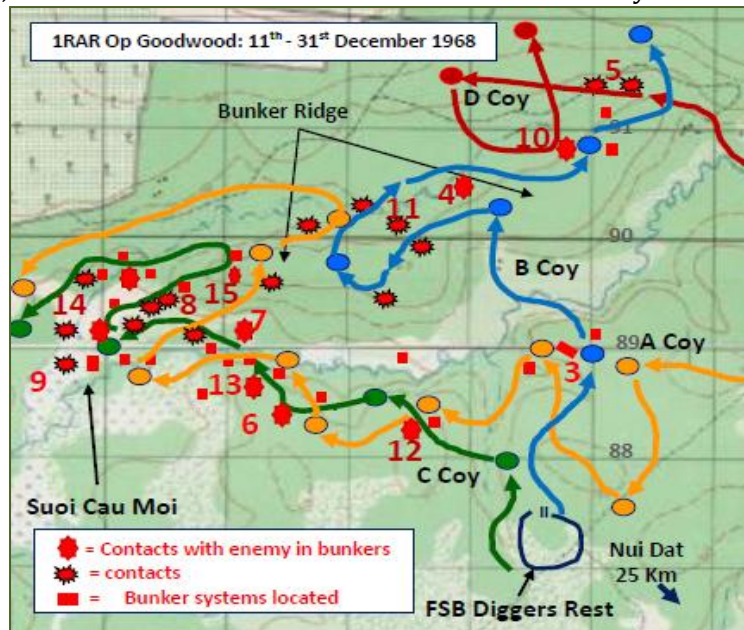 1RAR Op Goodwood: 11th - 31st December 1968
5
D Coy
Bunker Ridge
10
91
4
11
90
B Coy
14
8
15
7
89
A Coy
9
3
13
6
88
12
C Coy
Suoi Cau Moi
II
= Contacts with enemy in bunkers
= contacts
= Bunker systems located
Nui Dat
25 Km
FSB Diggers Rest